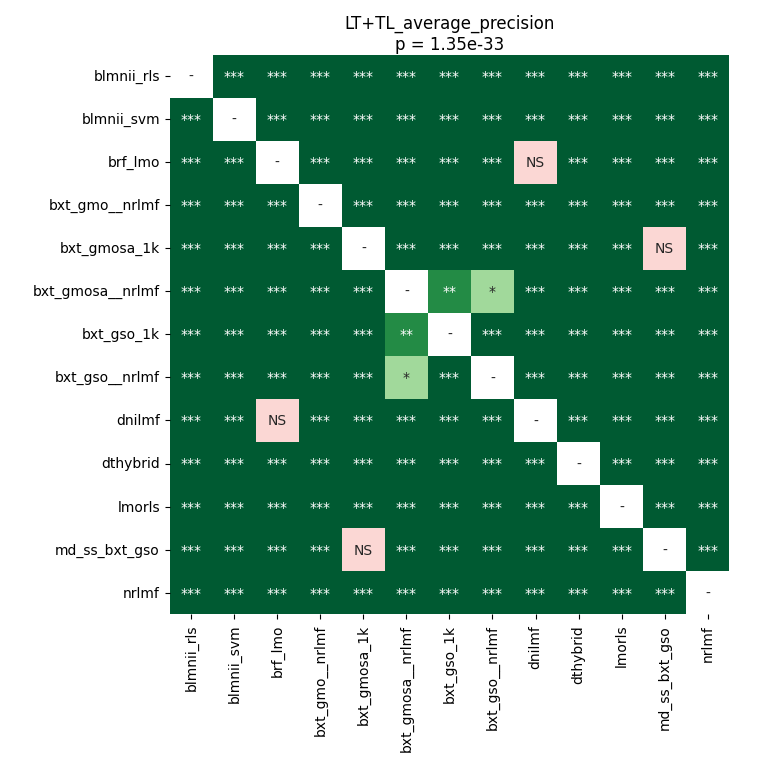 LT+TL_average_precision
p = 1.35e-33
blmnii_rls - *** *** *** *** *** *** *** *** *** *** *** ***
blmnii_svm *** - *** *** *** *** *** *** *** *** *** *** ***
brf_lmo *** *** - *** *** *** *** *** NS *** *** *** ***
bxt_gmo__nrlmf *** *** *** - *** *** *** *** *** *** *** *** ***
bxt_gmosa_1k *** *** *** *** - *** *** *** *** *** *** NS ***
bxt_gmosa__nrlmf *** *** *** *** *** - ** * *** *** *** *** ***
bxt_gso_1k *** *** *** *** *** ** - *** *** *** *** *** ***
bxt_gso__nrlmf *** *** *** *** *** * *** - *** *** *** *** ***
dnilmf *** *** NS *** *** *** *** *** - *** *** *** ***
dthybrid *** *** *** *** *** *** *** *** *** - *** *** ***
lmorls *** *** *** *** *** *** *** *** *** *** - *** ***
md_ss_bxt_gso *** *** *** *** NS *** *** *** *** *** *** - ***
nrlmf *** *** *** *** *** *** *** *** *** *** *** *** -
blmnii_rls
blmnii_svm
brf_lmo
bxt_gmo__nrlmf
bxt_gmosa_1k
bxt_gmosa__nrlmf
bxt_gso_1k
bxt_gso__nrlmf
dnilmf
dthybrid
lmorls
md_ss_bxt_gso
nrlmf